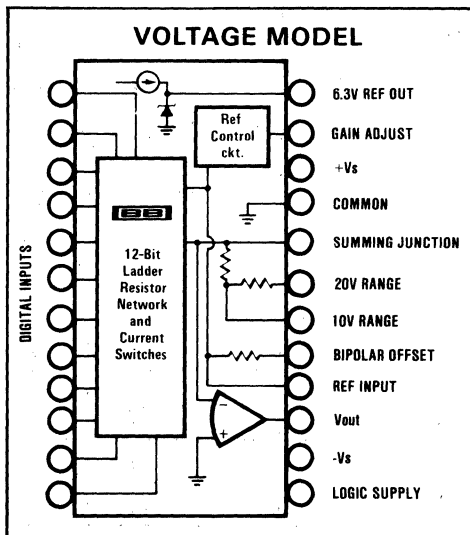 VOLTAGE MODEL
6.3V REF OUT
Ref
Control
ckt.
GAIN ADJUST
+Vs
COMMON
SUMMING JUNCTION
12-Bit
Ladder
Resistor
Network
and
Current
Switches
DIGITAL INPUTS
20V RANGE
10V RANGE
BIPOLAR OFFSET
REF INPUT
Vout
-Vs
LOGIC SUPPLY